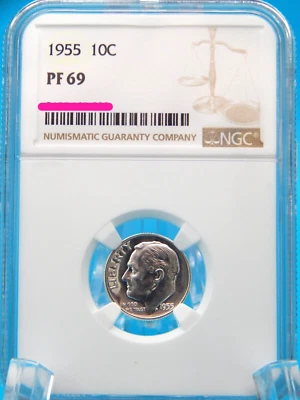 1955 10C
PF 69
NUMISMATIC GUARANTY COMPANY
NGC
LIBERTY
IN GOD
WE TRUST
1955